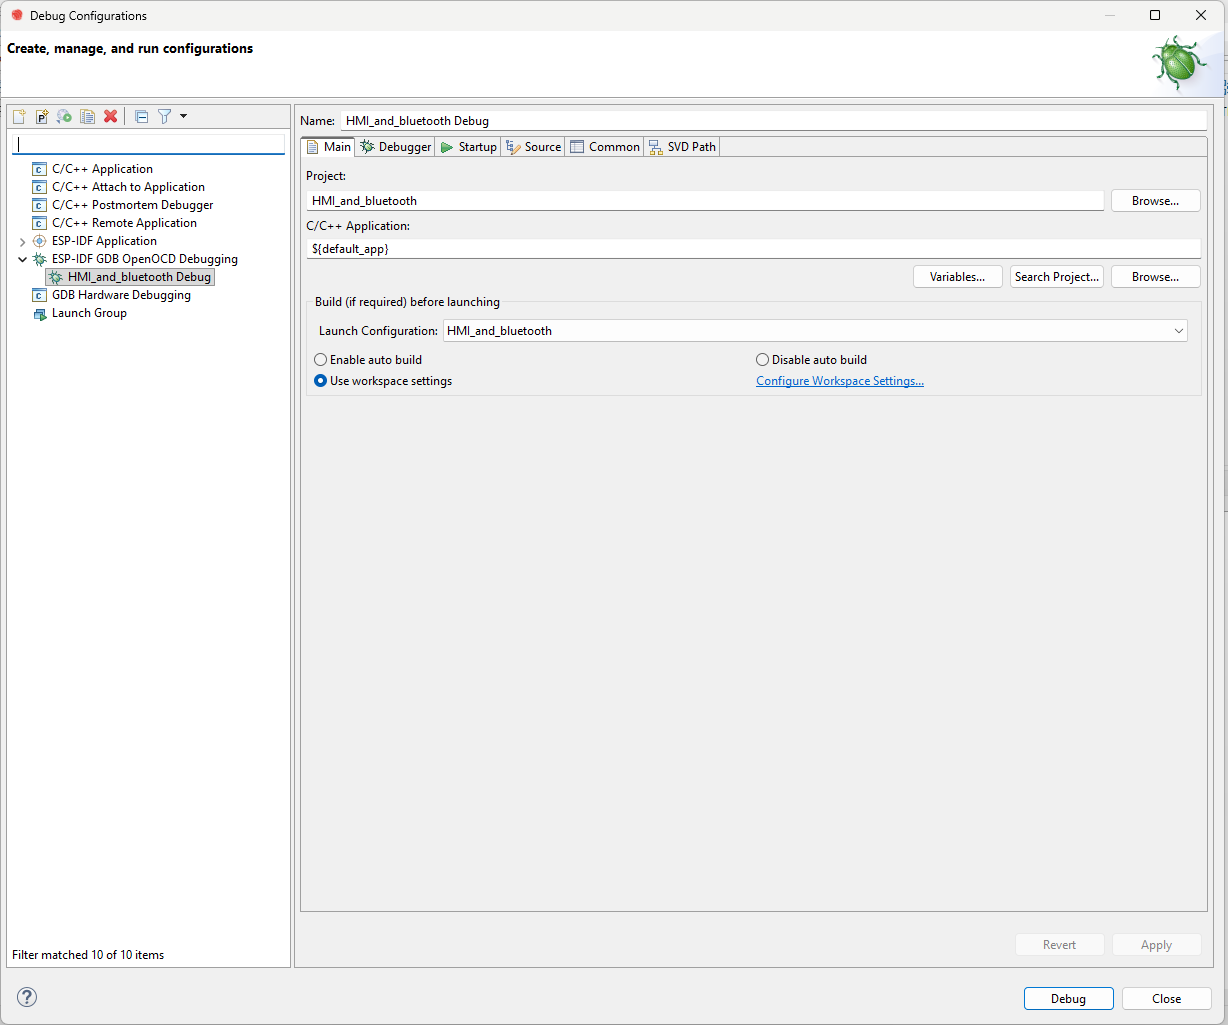 Debug Configurations
Create, manage, and run configurations
Name: HMI_and_bluetooth Debug
Main Debugger Startup Source Common SVD Path
C/C++ Application
C/C++ Attach to Application
C/C++ Postmortem Debugger
C/C++ Remote Application
ESP-IDF Application
ESP-IDF GDB OpenOCD Debugging
HMI_and_bluetooth Debug
GDB Hardware Debugging
Launch Group
Filter matched 10 of 10 items
Project:
HMI_and_bluetooth Browse...
C/C++ Application:
${default_app}
Variables... Search Project... Browse...
Build (if required) before launching
Launch Configuration: HMI_and_bluetooth
Enable auto build Disable auto build
Use workspace settings Configure Workspace Settings...
Revert Apply
? Debug Close